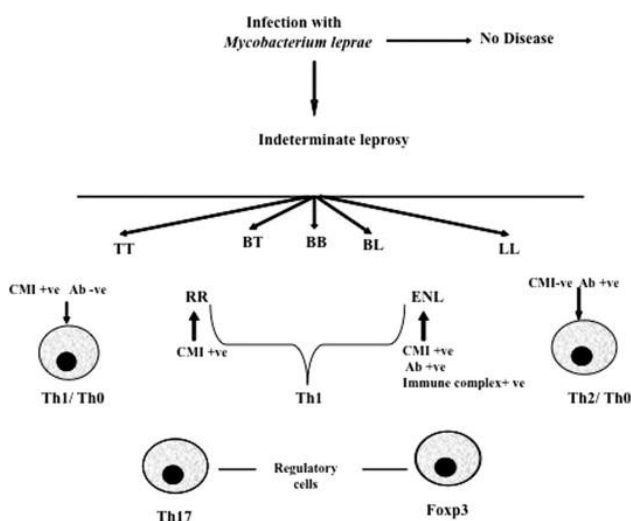 Infection with
Mycobacterium leprae
No Disease
Indeterminate leprosy
TT
BT
BB
BL
LL
CMI +ve Ab -ve
RR
ENL
CMI-ve Ab +ve
CMI +ve
CMI +ve
Ab +ve
Immune complex+ ve
Th1/ Th0
Th1
Th2/ Th0
Regulatory
cells
Th17
Foxp3